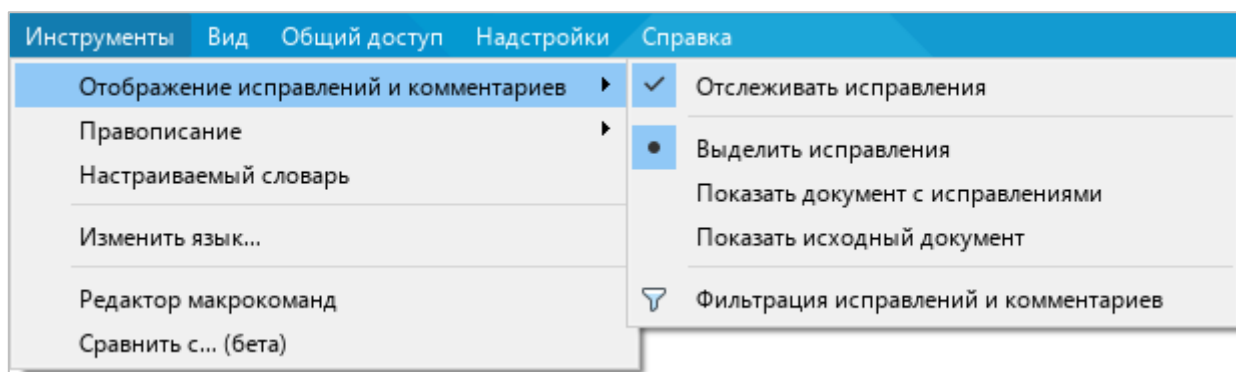 Инструменты Вид Общий доступ Надстройки Справка
Отображение исправлений и комментариев
Правописание
Настраиваемый словарь
Изменить язык...
Редактор макрокоманд
Сравнить с... (бета)
Отслеживать исправления
Выделить исправления
Показать документ с исправлениями
Показать исходный документ
Фильтрация исправлений и комментариев